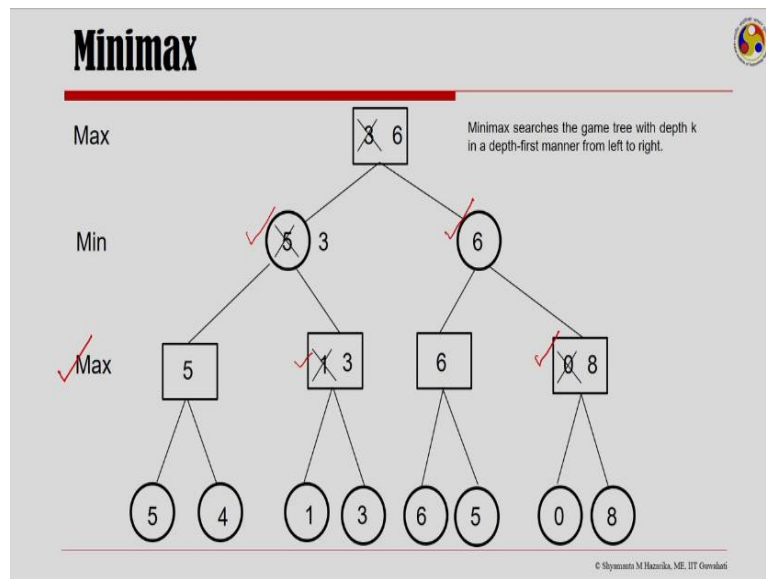 Minimax
Max
3 6
Minimax searches the game tree with depth k
in a depth-first manner from left to right.
Min
5 3
6
Max
5
1 3
6
0 8
5 4 1 3 6 5 0 8
© Shyamanta M Hazarika, ME, IIT Guwahati